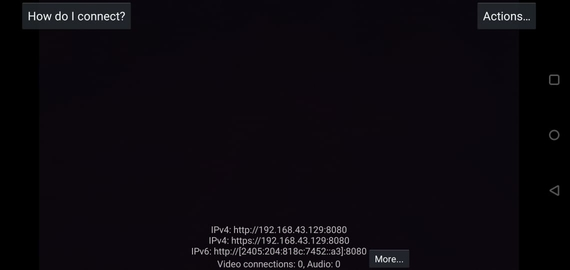 How do I connect?
Actions...
IPv4: http://192.168.43.129:8080
IPv4: https://192.168.43.129:8080
IPv6: http://[2405:204:818c:7452::a3]:8080
More...
Video connections: 0, Audio: 0